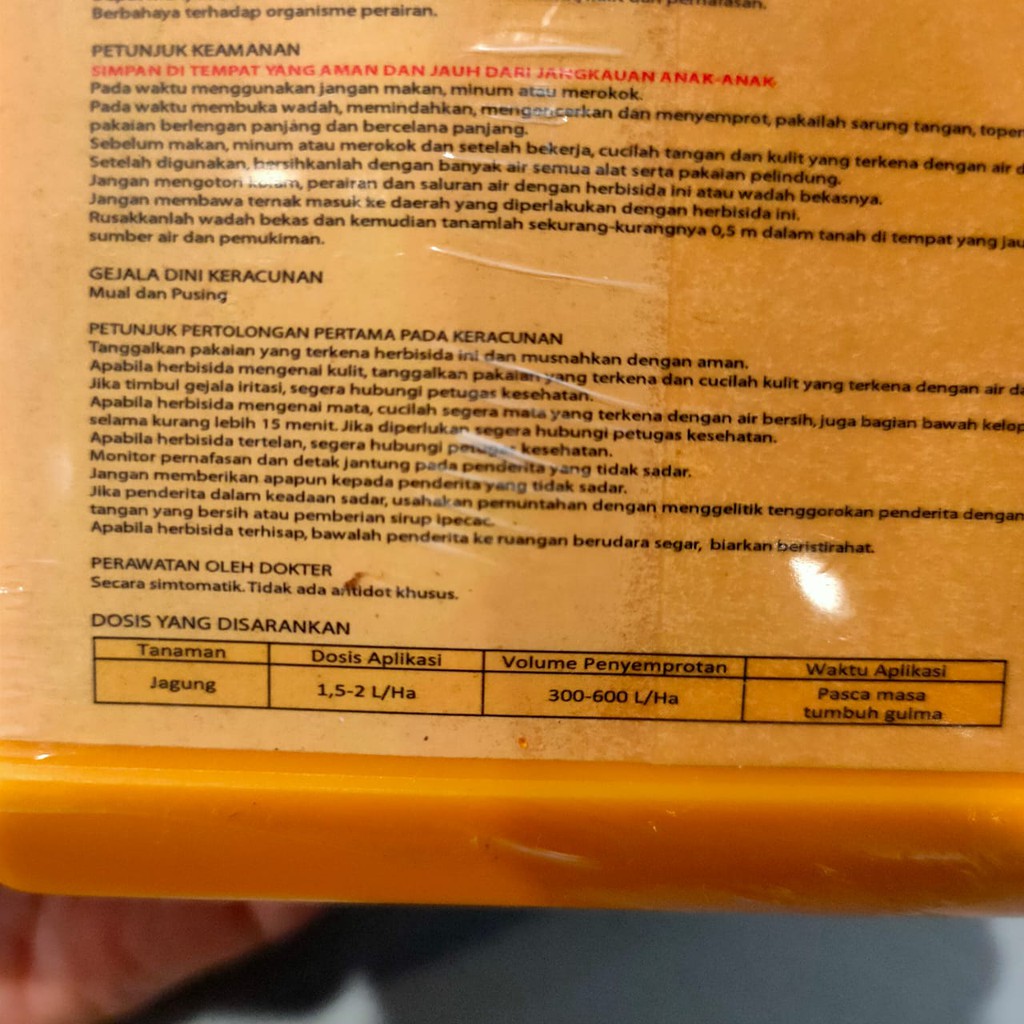 Berbahaya terhadap organisme perairan.
PETUNJUK KEAMANAN
SIMPAN DI TEMPAT YANG AMAN DAN JAUH DARI JANGKAUAN ANAK-ANAK
Pada waktu menggunakan jangan makan, minum atau merokok.
Pada waktu membuka wadah, memindahkan, mengencerkan dan menyemprot, pakailah sarung tangan, toper
pakaian berlengan panjang dan bercelana panjang.
Sebelum makan, minum atau merokok dan setelah bekerja, cucilah tangan dan kulit yang terkena dengan air d
Setelah digunakan, bersihkanlah dengan banyak air semua alat serta pakaian pelindung.
Jangan mengotori kolam, perairan dan saluran air dengan herbisida ini atau wadah bekasnya.
Jangan membawa ternak masuk ke daerah yang diperlakukan dengan herbisida ini.
Rusakkanlah wadah bekas dan kemudian tanamlah sekurang-kurangnya 0,5 m dalam tanah di tempat yang jau
sumber air dan pemukiman.
GEJALA DINI KERACUNAN
Mual dan Pusing
PETUNJUK PERTOLONGAN PERTAMA PADA KERACUNAN
Tanggalkan pakaian yang terkena herbisida ini dan musnahkan dengan aman.
Apabila herbisida mengenai kulit, tanggalkan pakaian yang terkena dan cucilah kulit yang terkena dengan air da
Jika timbul gejala iritasi, segera hubungi petugas kesehatan.
Apabila herbisida mengenai mata, cucilah segera mata yang terkena dengan air bersih, juga bagian bawah kelop
selama kurang lebih 15 menit. Jika diperlukan segera hubungi petugas kesehatan.
Apabila herbisida tertelan, segera hubungi petugas kesehatan.
Monitor pernafasan dan detak jantung pada penderita yang tidak sadar.
Jangan memberikan apapun kepada penderita yang tidak sadar.
Jika penderita dalam keadaan sadar, usahakan pemuntahan dengan menggelitik tenggorokan penderita dengan
tangan yang bersih atau pemberian sirup ipecac.
Apabila herbisida terhisap, bawalah penderita ke ruangan berudara segar, biarkan beristirahat.
PERAWATAN OLEH DOKTER
Secara simtomatik. Tidak ada antidot khusus.
DOSIS YANG DISARANKAN
Tanaman Dosis Aplikasi Volume Penyemprotan Waktu Aplikasi
Jagung 1,5-2 L/Ha 300-600 L/Ha Pasca masa
tumbuh gulma